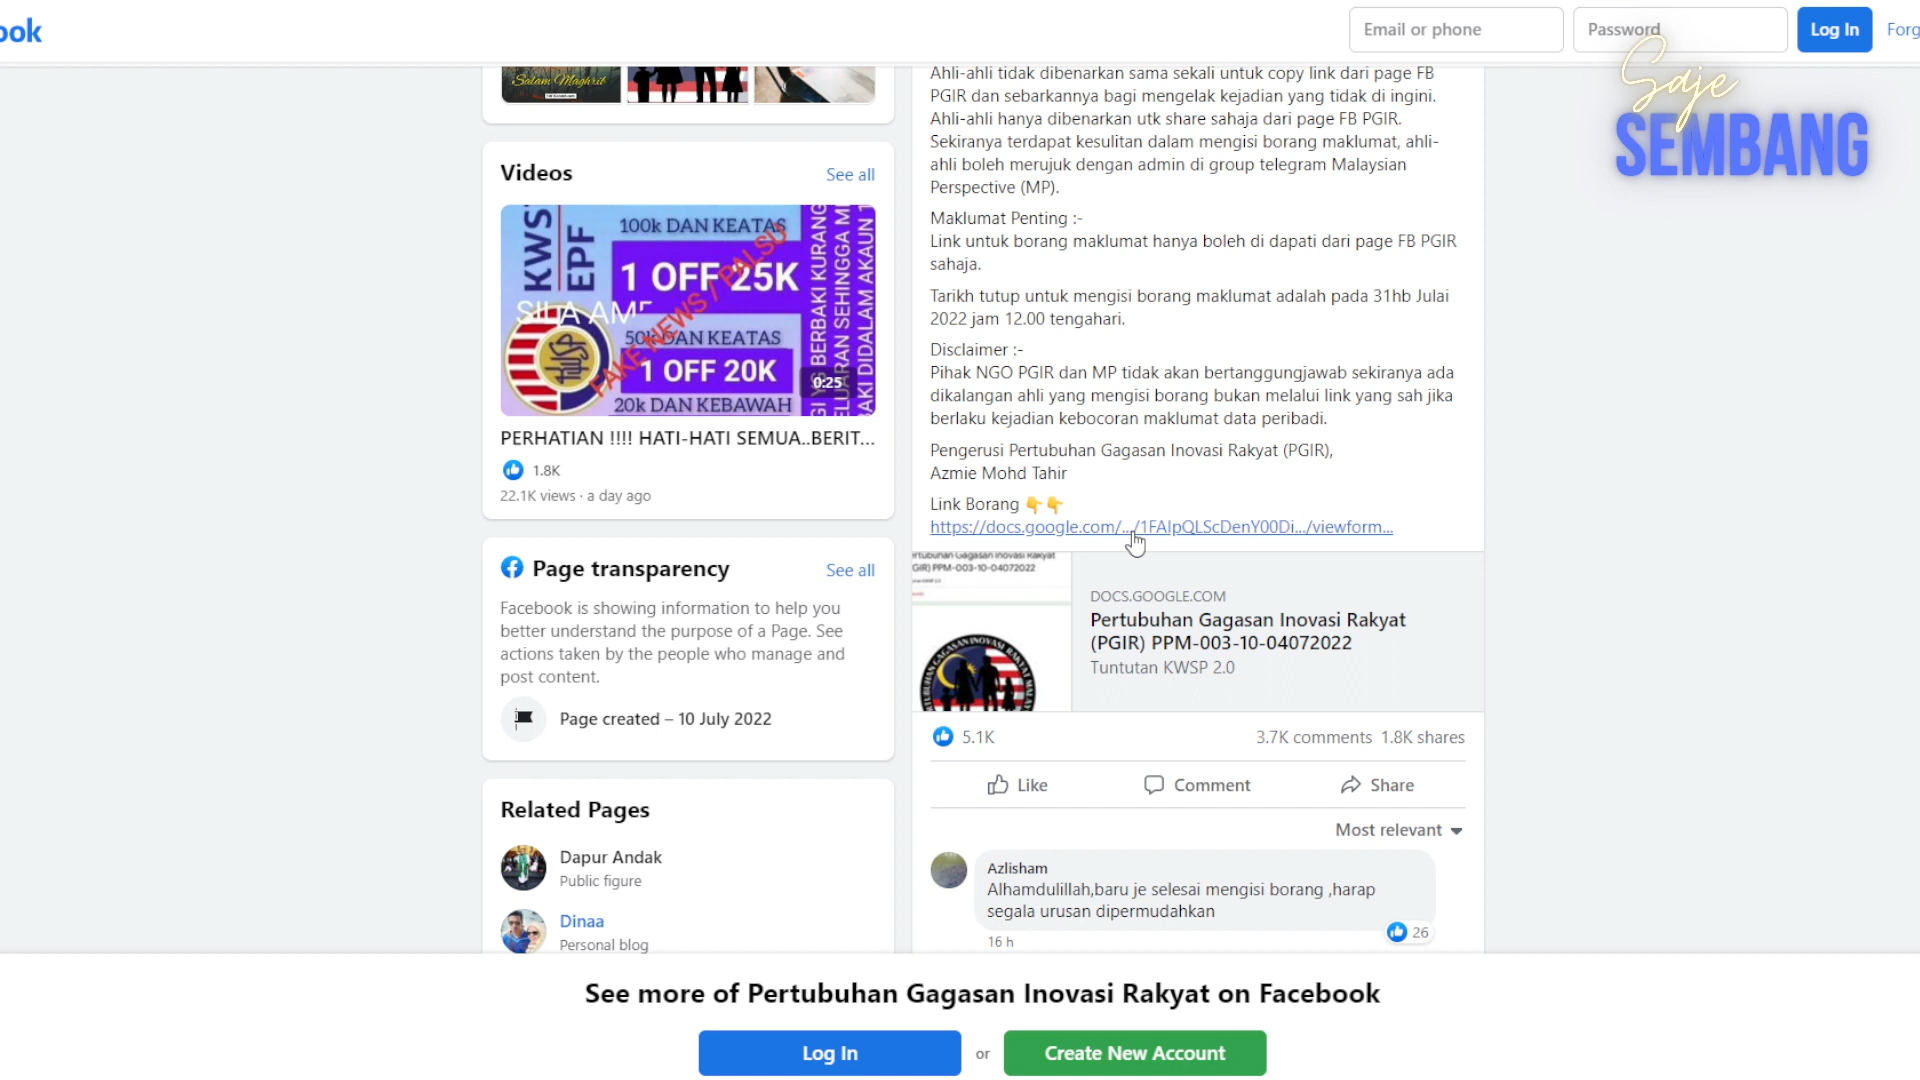 ook
Email or phone
Password
Log In
Forg
Saje
SEMBANG
Salam Maghrib
Videos
See all
KWS
EPF
100k DAN KEATAS
1 OFF 25K
50k DAN KEATAS
1 OFF 20K
20k DAN KEBAWAH
FAKE NEWS / PALSU
0:25
PERHATIAN !!!! HATI-HATI SEMUA..BERIT...
1.8K
22.1K views · a day ago
Page transparency
See all
Facebook is showing information to help you
better understand the purpose of a Page. See
actions taken by the people who manage and
post content.
Page created – 10 July 2022
Related Pages
Dapur Andak
Public figure
Dinaa
Personal blog
Ahli-ahli tidak dibenarkan sama sekali untuk copy link dari page FB
PGIR dan sebarkannya bagi mengelak kejadian yang tidak di ingini.
Ahli-ahli hanya dibenarkan utk share sahaja dari page FB PGIR.
Sekiranya terdapat kesulitan dalam mengisi borang maklumat, ahli-
ahli boleh merujuk dengan admin di group telegram Malaysian
Perspective (MP).
Maklumat Penting :-
Link untuk borang maklumat hanya boleh di dapati dari page FB PGIR
sahaja.
Tarikh tutup untuk mengisi borang maklumat adalah pada 31hb Julai
2022 jam 12.00 tengahari.
Disclaimer :-
Pihak NGO PGIR dan MP tidak akan bertanggungjawab sekiranya ada
dikalangan ahli yang mengisi borang bukan melalui link yang sah jika
berlaku kejadian kebocoran maklumat data peribadi.
Pengerusi Pertubuhan Gagasan Inovasi Rakyat (PGIR),
Azmie Mohd Tahir
Link Borang 👇👇
https://docs.google.com/.../1FAIpQLScDenY00Di.../viewform...
DOCS.GOOGLE.COM
Pertubuhan Gagasan Inovasi Rakyat
(PGIR) PPM-003-10-04072022
Tuntutan KWSP 2.0
5.1K
3.7K comments 1.8K shares
Like
Comment
Share
Most relevant
Azlisham
Alhamdulillah,baru je selesai mengisi borang ,harap
segala urusan dipermudahkan
26
16 h
See more of Pertubuhan Gagasan Inovasi Rakyat on Facebook
Log In
or
Create New Account